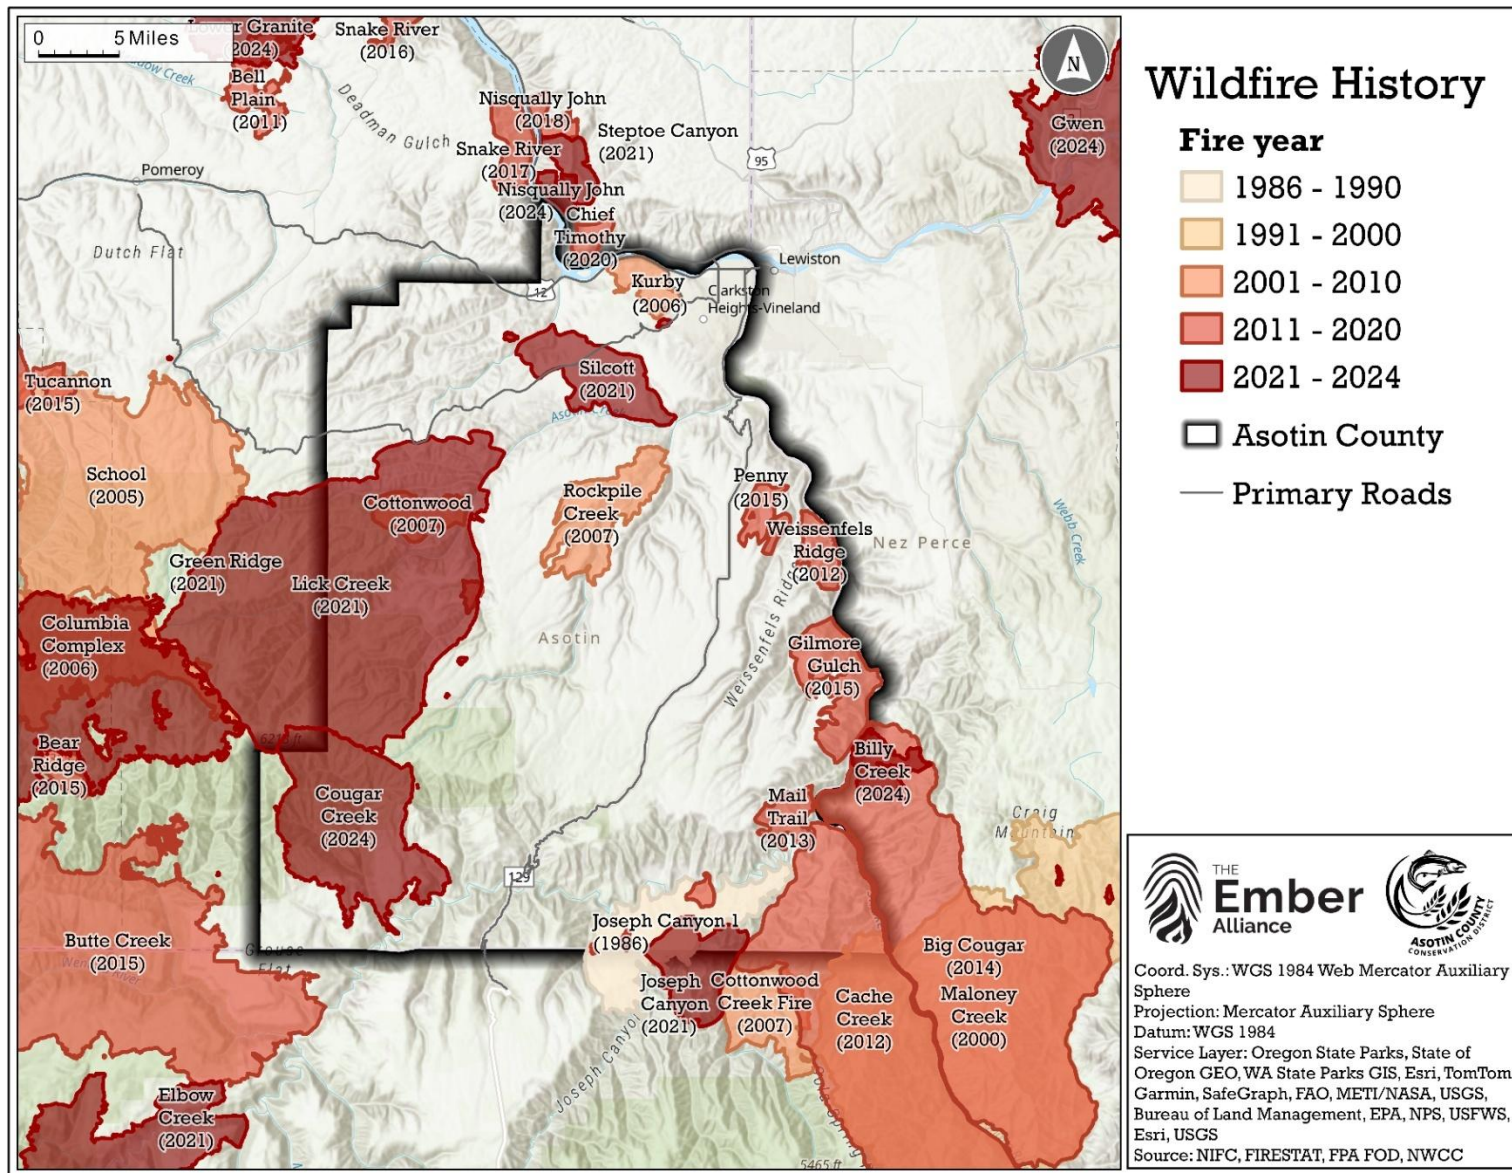 0 5 Miles
Lower Granite
(2024)
Snake River
(2016)
Bell
Plain
(2011)
Deadman Gulch
Nisqually John
(2018)
Steptoe Canyon
(2021)
Snake River
(2017)
Nisqually John
(2024)
Chief
Timothy
(2020)
95
N
Gwen
(2024)
Pomeroy
Dutch Flat
12
Lewiston
Kurby
(2006)
Clarkston
Heights-Vineland
Silcott
(2021)
Tucannon
(2015)
School
(2005)
Cottonwood
(2007)
Rockpile
Creek
(2007)
Penny
(2015)
Weissenfels
Ridge
(2012)
Nez Perce
Webb Creek
Green Ridge
(2021)
Lick Creek
(2021)
Asotin
Weissenfels Ridge
Columbia
Complex
(2006)
Gilmore
Gulch
(2015)
Bear
Ridge
(2015)
Billy
Creek
(2024)
Cougar
Creek
(2024)
Mail
Trail
(2013)
Craig
Mountain
129
Butte Creek
(2015)
Grouse
Flat
Joseph Canyon 1
(1986)
Joseph
Canyon
(2021)
Cottonwood
Creek Fire
(2007)
Cache
Creek
(2012)
Big Cougar
(2014)
Maloney
Creek
(2000)
Joseph Canyon
Elbow
Creek
(2021)
5465 ft
Wildfire History
Fire year
1986 - 1990
1991 - 2000
2001 - 2010
2011 - 2020
2021 - 2024
Asotin County
Primary Roads
THE
Ember
Alliance
ASOTIN COUNTY
CONSERVATION DISTRICT
Coord. Sys.: WGS 1984 Web Mercator Auxiliary
Sphere
Projection: Mercator Auxiliary Sphere
Datum: WGS 1984
Service Layer: Oregon State Parks, State of
Oregon GEO, WA State Parks GIS, Esri, TomTom
Garmin, SafeGraph, FAO, METI/NASA, USGS,
Bureau of Land Management, EPA, NPS, USFWS,
Esri, USGS
Source: NIFC, FIRESTAT, FPA FOD, NWCC